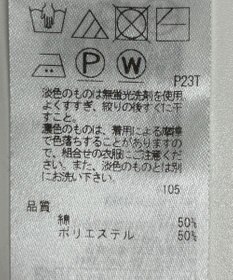 P
W
P23T
淡色のものは無蛍光洗剤を使用
よくすすぎ、絞りの後すぐに干
すこと。
濃色のものは、着用による摩擦
で色落ちすることがありますの
で、組合せの衣服にご注意くだ
さい。また、淡色のものとは別
にお洗い下さい。
105
品質
綿 50%
ポリエステル 50%